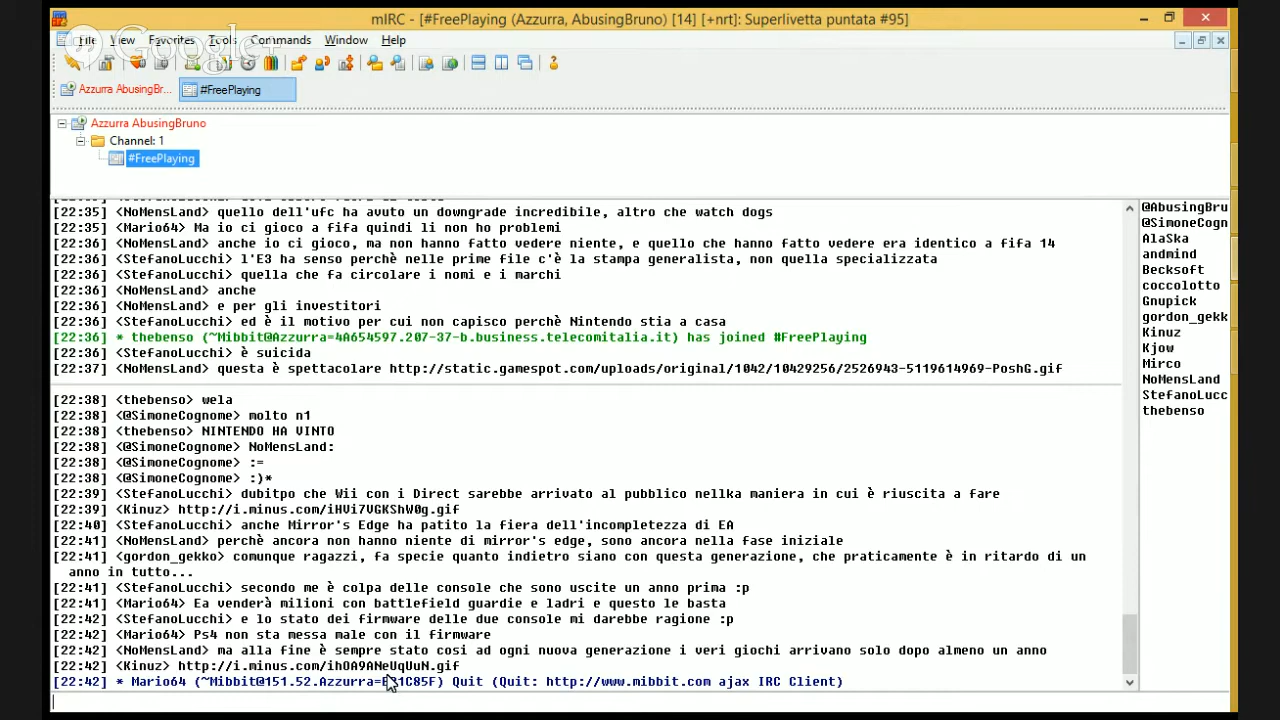 mIRC - [#FreePlaying (Azzurra, AbusingBruno) [14] [+nrt]: Superlivetta puntata #95]
File View Favorites Tools Commands Window Help
Google+
Azzurra AbusingBr... #FreePlaying
Azzurra AbusingBruno
Channel: 1
#FreePlaying
[22:35] <NoMensLand> quello dell'ufc ha avuto un downgrade incredibile, altro che watch dogs
[22:35] <Mario64> Ma io ci gioco a fifa quindi li non ho problemi
[22:36] <NoMensLand> anche io ci gioco, ma non hanno fatto vedere niente, e quello che hanno fatto vedere era identico a fifa 14
[22:36] <StefanoLucchi> l'E3 ha senso perchè nelle prime file c'è la stampa generalista, non quella specializzata
[22:36] <StefanoLucchi> quella che fa circolare i nomi e i marchi
[22:36] <NoMensLand> anche
[22:36] <NoMensLand> e per gli investitori
[22:36] <StefanoLucchi> ed è il motivo per cui non capisco perchè Nintendo stia a casa
[22:36] * thebenso (~Mibbit@Azzurra=4A654597.207-37-b.business.telecomitalia.it) has joined #FreePlaying
[22:36] <StefanoLucchi> è suicida
[22:37] <NoMensLand> questa è spettacolare http://static.gamespot.com/uploads/original/1042/10429256/2526943-5119614969-PoshG.gif
[22:38] <thebenso> wela
[22:38] <@SimoneCognome> molto n1
[22:38] <thebenso> NINTENDO HA VINTO
[22:38] <@SimoneCognome> NoMensLand:
[22:38] <@SimoneCognome> :=
[22:38] <@SimoneCognome> :)*
[22:39] <StefanoLucchi> dubitpo che Wii con i Direct sarebbe arrivato al pubblico nellka maniera in cui è riuscita a fare
[22:39] <Kinuz> http://i.minus.com/iHVi7VGKShW0g.gif
[22:40] <StefanoLucchi> anche Mirror's Edge ha patito la fiera dell'incompletezza di EA
[22:41] <NoMensLand> perchè ancora non hanno niente di mirror's edge, sono ancora nella fase iniziale
[22:41] <gordon_gekko> comunque ragazzi, fa specie quanto indietro siano con questa generazione, che praticamente è in ritardo di un
anno in tutto...
[22:41] <StefanoLucchi> secondo me è colpa delle console che sono uscite un anno prima :p
[22:41] <Mario64> Ea venderà milioni con battlefield guardie e ladri e questo le basta
[22:42] <StefanoLucchi> e lo stato dei firmware delle due console mi darebbe ragione :p
[22:42] <Mario64> Ps4 non sta messa male con il firmware
[22:42] <NoMensLand> ma alla fine è sempre stato cosi ad ogni nuova generazione i veri giochi arrivano solo dopo almeno un anno
[22:42] <Kinuz> http://i.minus.com/ihOA9ANeUqUuN.gif
[22:42] * Mario64 Quit (Quit: http://www.mibbit.com ajax IRC Client)
@AbusingBru
@SimoneCogn
AlaSka
andmind
Becksoft
coccolotto
Gnupick
gordon_gekk
Kinuz
Kjow
Mirco
NoMensLand
StefanoLucc
thebenso